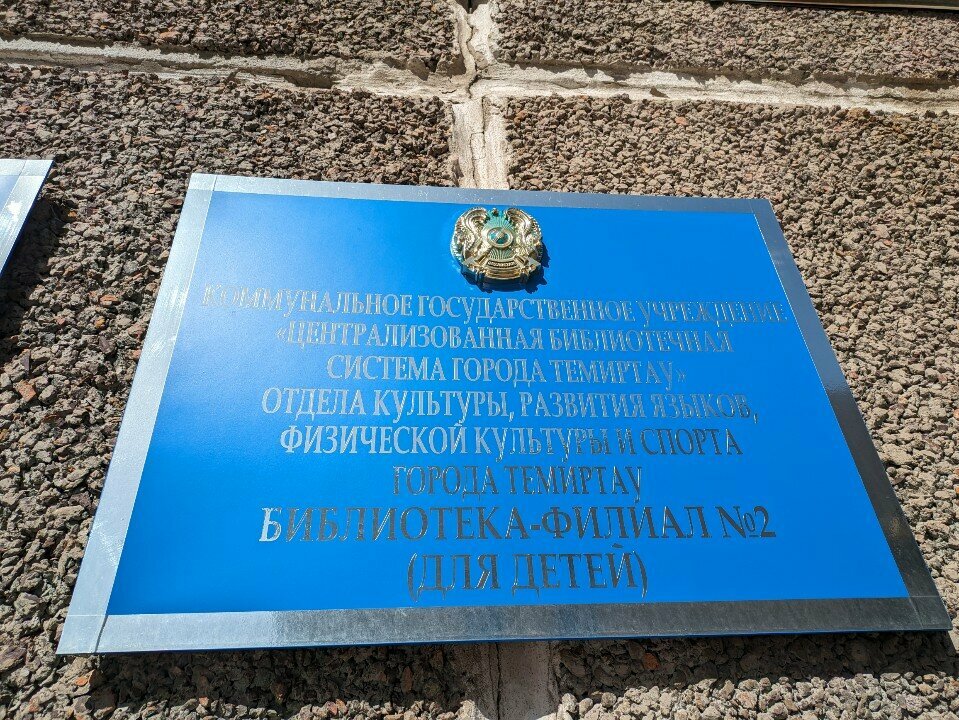 КОММУНАЛЬНОЕ ГОСУДАРСТВЕННОЕ УЧРЕЖДЕНИЕ
«ЦЕНТРАЛИЗОВАННАЯ БИБЛИОТЕЧНАЯ
СИСТЕМА ГОРОДА ТЕМИРТАУ»
ОТДЕЛА КУЛЬТУРЫ, РАЗВИТИЯ ЯЗЫКОВ,
ФИЗИЧЕСКОЙ КУЛЬТУРЫ И СПОРТА
ГОРОДА ТЕМИРТАУ
БИБЛИОТЕКА-ФИЛИАЛ №2
(ДЛЯ ДЕТЕЙ)